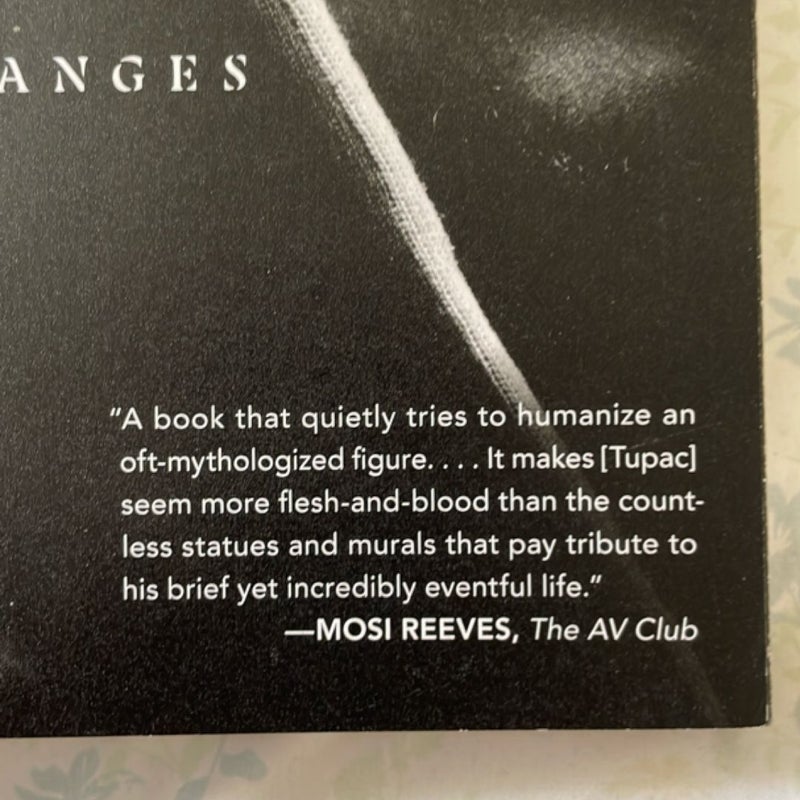 ANGES
“A book that quietly tries to humanize an
oft-mythologized figure. . . . It makes [Tupac]
seem more flesh-and-blood than the count-
less statues and murals that pay tribute to
his brief yet incredibly eventful life.”
—MOSI REEVES, The AV Club